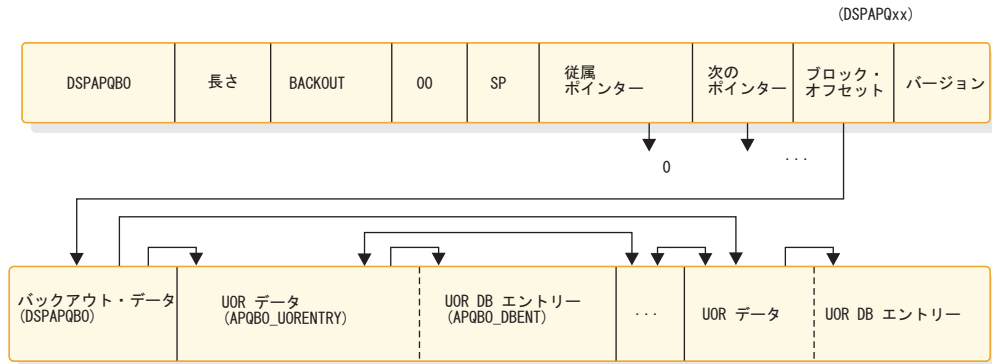 (DSPAPQxx)
DSPAPQBO
長さ
BACKOUT
00
SP
従属
ポインター
次の
ポインター
ブロック・
オフセット
バージョン
0
...
バックアウト・データ
(DSPAPQBO)
UOR データ
(APQBO_UORENTRY)
UOR DB エントリー
(APQBO_DBENT)
...
UOR データ
UOR DB エントリー